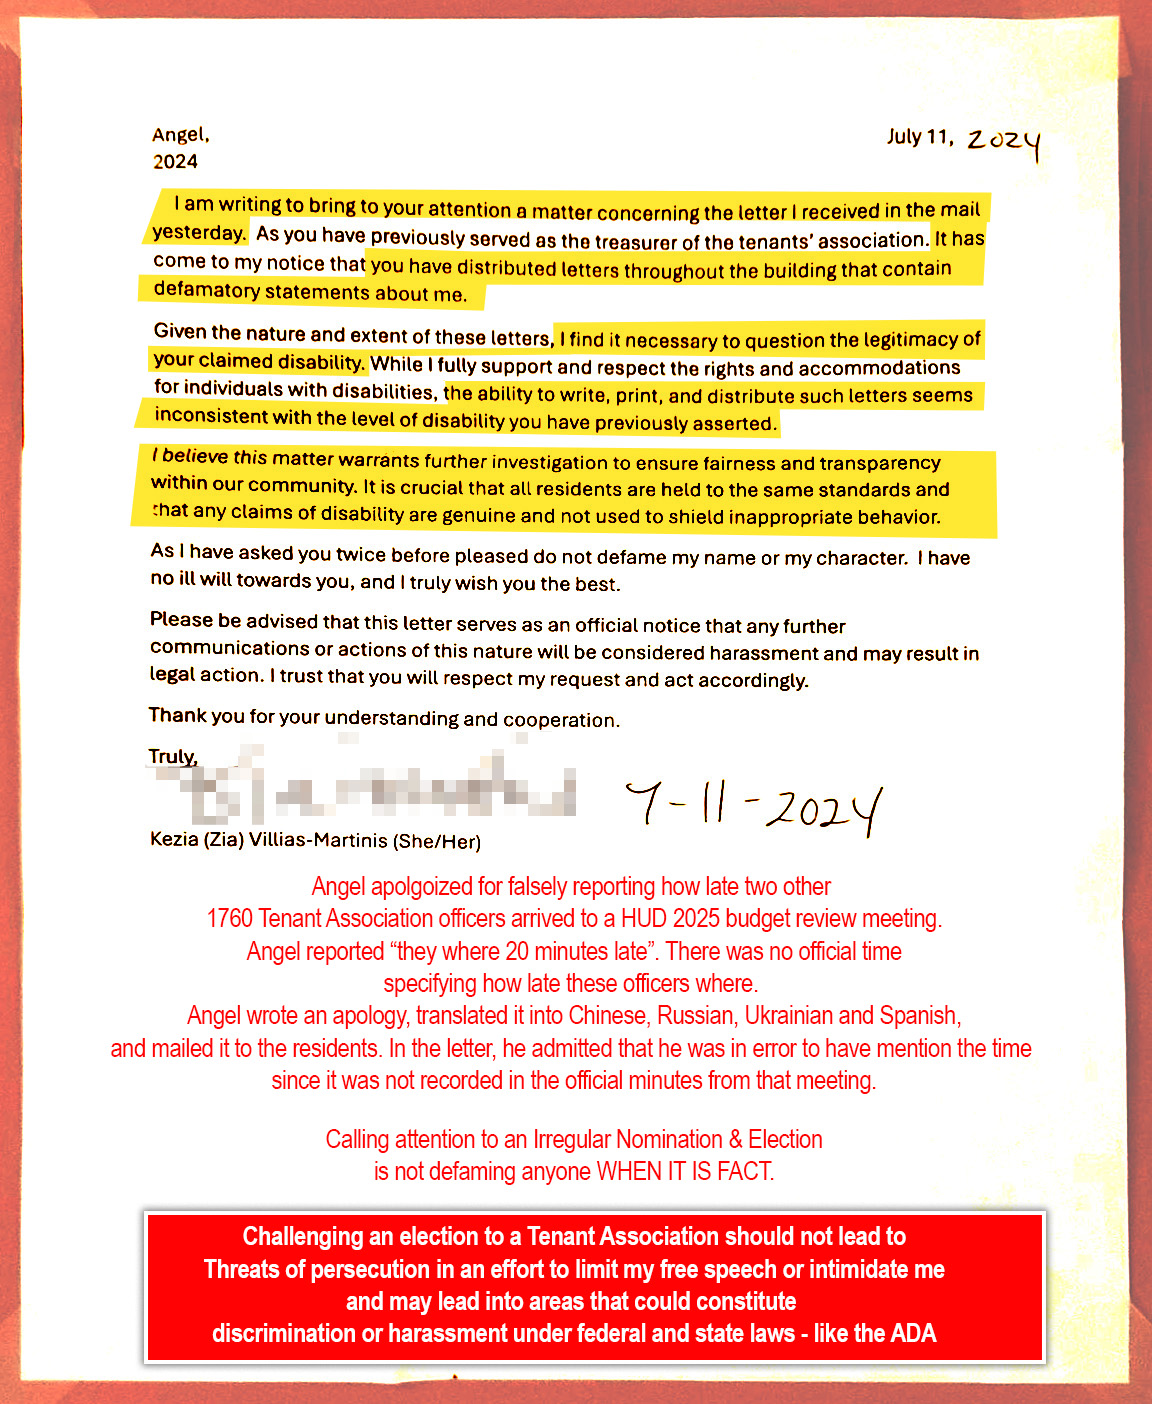 Angel,
July 11, 2024
2024
I am writing to bring to your attention a matter concerning the letter I received in the mail
yesterday. As you have previously served as the treasurer of the tenants' association. It has
come to my notice that you have distributed letters throughout the building that contain
defamatory statements about me.
Given the nature and extent of these letters, I find it necessary to question the legitimacy of
your claimed disability. While I fully support and respect the rights and accommodations
for individuals with disabilities, the ability to write, print, and distribute such letters seems
inconsistent with the level of disability you have previously asserted.
I believe this matter warrants further investigation to ensure fairness and transparency
within our community. It is crucial that all residents are held to the same standards and
that any claims of disability are genuine and not used to shield inappropriate behavior.
As I have asked you twice before pleased do not defame my name or my character. I have
no ill will towards you, and I truly wish you the best.
Please be advised that this letter serves as an official notice that any further
communications or actions of this nature will be considered harassment and may result in
legal action. I trust that you will respect my request and act accordingly.
Thank you for your understanding and cooperation.
Truly,
7-11-2024
Kezia (Zia) Villias-Martinis (She/Her)
Angel apolgoized for falsely reporting how late two other
1760 Tenant Association officers arrived to a HUD 2025 budget review meeting.
Angel reported “they where 20 minutes late”. There was no official time
specifying how late these officers where.
Angel wrote an apology, translated it into Chinese, Russian, Ukrainian and Spanish,
and mailed it to the residents. In the letter, he admitted that he was in error to have mention the time
since it was not recorded in the official minutes from that meeting.
Calling attention to an Irregular Nomination & Election
is not defaming anyone WHEN IT IS FACT.
Challenging an election to a Tenant Association should not lead to
Threats of persecution in an effort to limit my free speech or intimidate me
and may lead into areas that could constitute
discrimination or harassment under federal and state laws - like the ADA